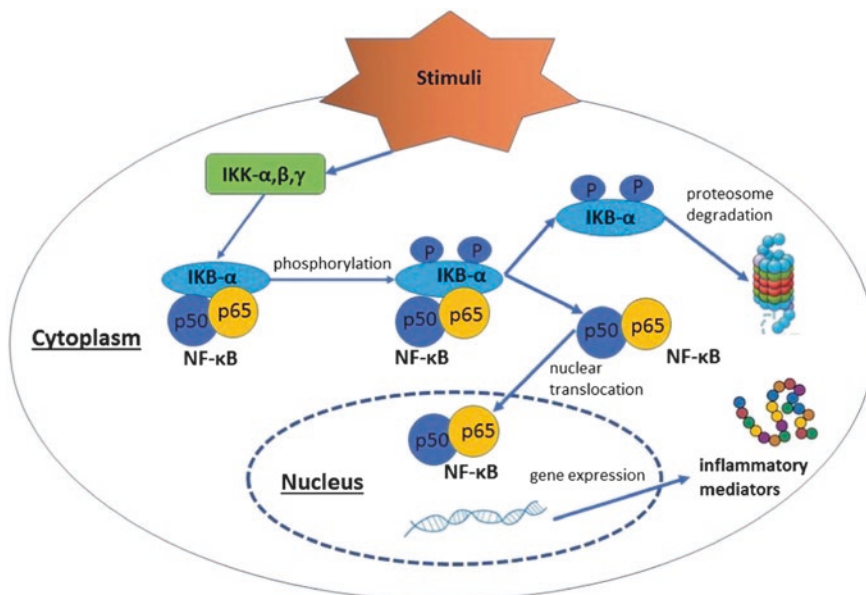 Stimuli
IKK-α,β,γ
P P
IKB-α
proteosome
degradation
IKB-α
phosphorylation
P P
IKB-α
p50 p65
NF-κB
p50 p65
NF-κB
p50 p65
NF-κB
Cytoplasm
nuclear
translocation
p50 p65
NF-κB
Nucleus
gene expression
inflammatory
mediators